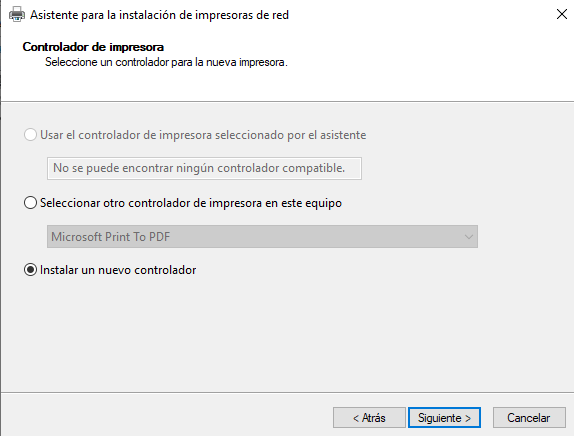 Asistente para la instalación de impresoras de red
Controlador de impresora
Seleccione un controlador para la nueva impresora.
Usar el controlador de impresora seleccionado por el asistente
No se puede encontrar ningún controlador compatible.
Seleccionar otro controlador de impresora en este equipo
Microsoft Print To PDF
Instalar un nuevo controlador
< Atrás Siguiente > Cancelar